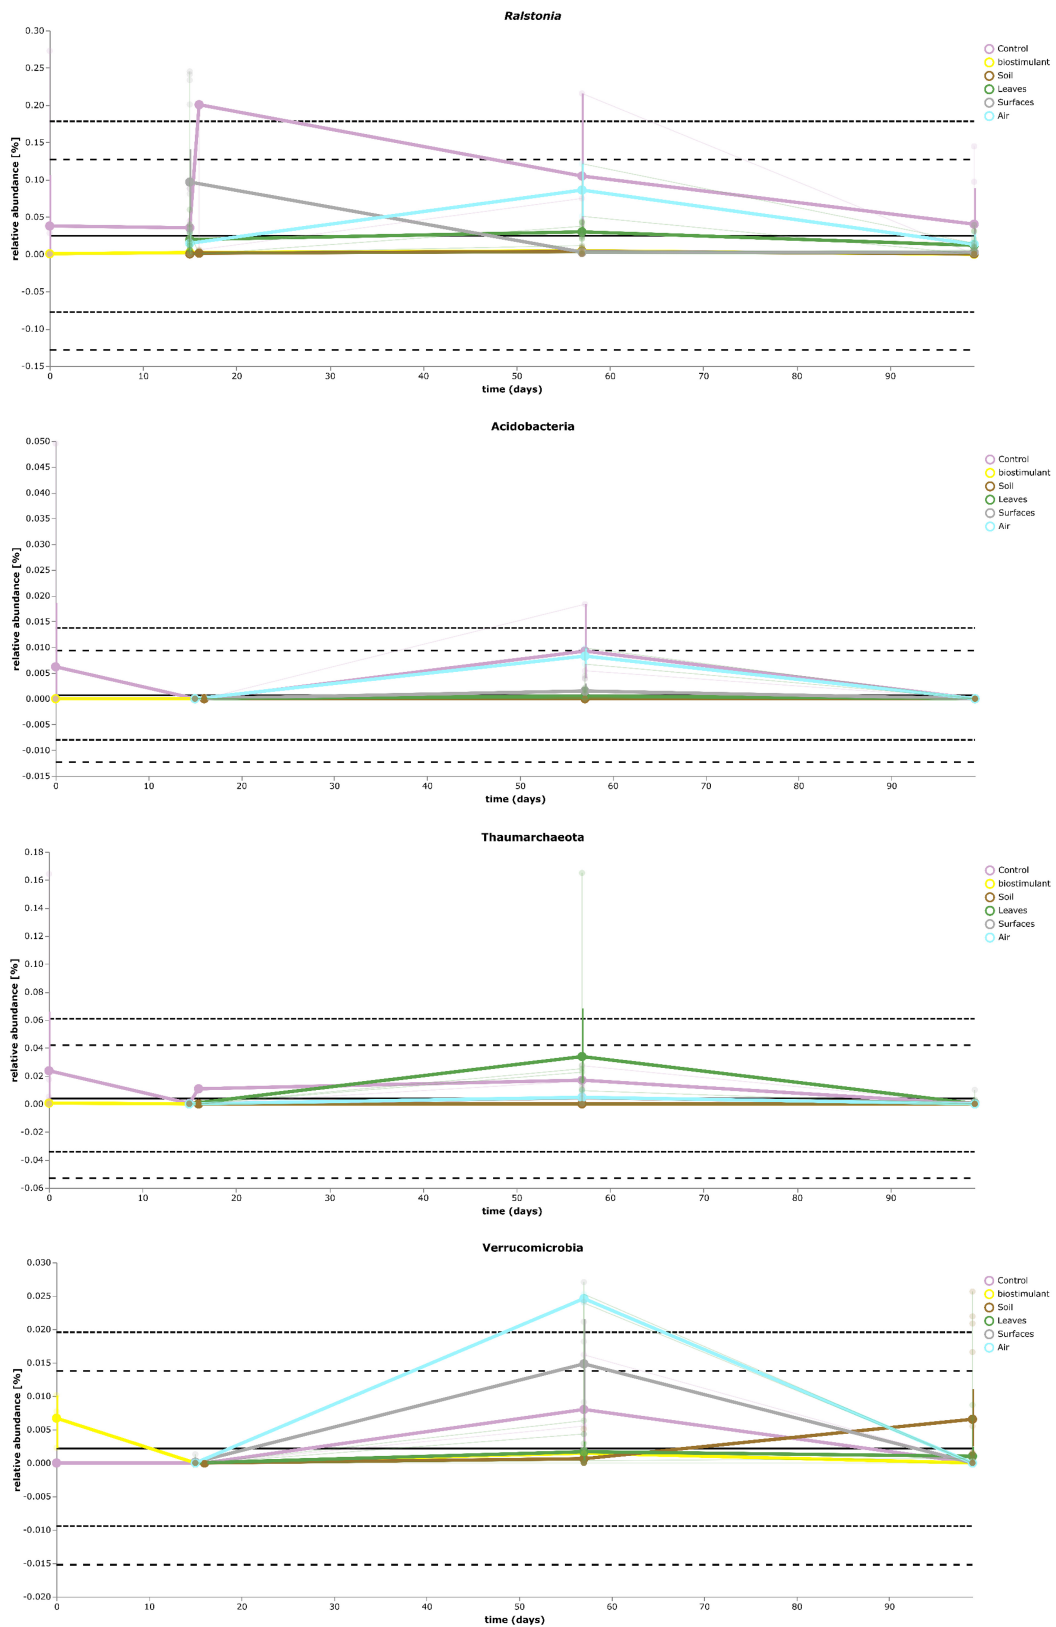 Ralstonia
0.30
0.25
0.20
0.15
0.10
0.05
0.00
-0.05
-0.10
-0.15
relative abundance [%]
0 10 20 30 40 50 60 70 80 90
time (days)
Control
biostimulant
Soil
Leaves
Surfaces
Air
Acidobacteria
0.050
0.045
0.040
0.035
0.030
0.025
0.020
0.015
0.010
0.005
0.000
-0.005
-0.010
-0.015
relative abundance [%]
0 10 20 30 40 50 60 70 80 90
time (days)
Control
biostimulant
Soil
Leaves
Surfaces
Air
Thaumarchaeota
0.18
0.16
0.14
0.12
0.10
0.08
0.06
0.04
0.02
0.00
-0.02
-0.04
-0.06
relative abundance [%]
0 10 20 30 40 50 60 70 80 90
time (days)
Control
biostimulant
Soil
Leaves
Surfaces
Air
Verrucomicrobia
0.030
0.025
0.020
0.015
0.010
0.005
0.000
-0.005
-0.010
-0.015
-0.020
relative abundance [%]
0 10 20 30 40 50 60 70 80 90
time (days)
Control
biostimulant
Soil
Leaves
Surfaces
Air